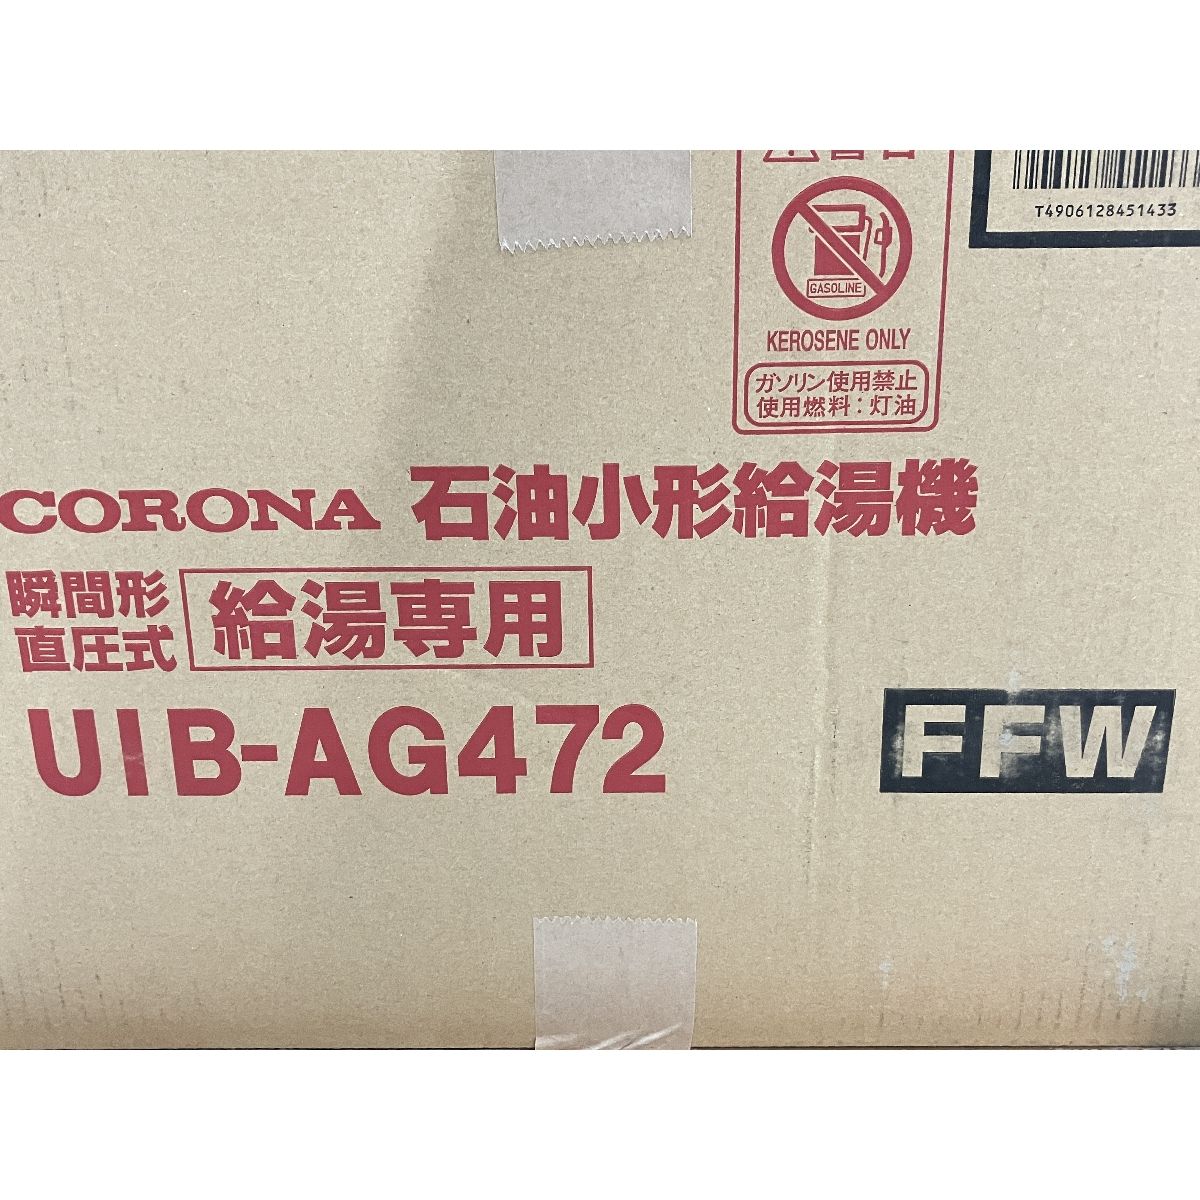 警告
T4906128451433
GASOLINE
KEROSENE ONLY
ガソリン使用禁止
使用燃料：灯油
CORONA 石油小形給湯機
瞬間形
直圧式
給湯専用
UIB-AG472
FFW